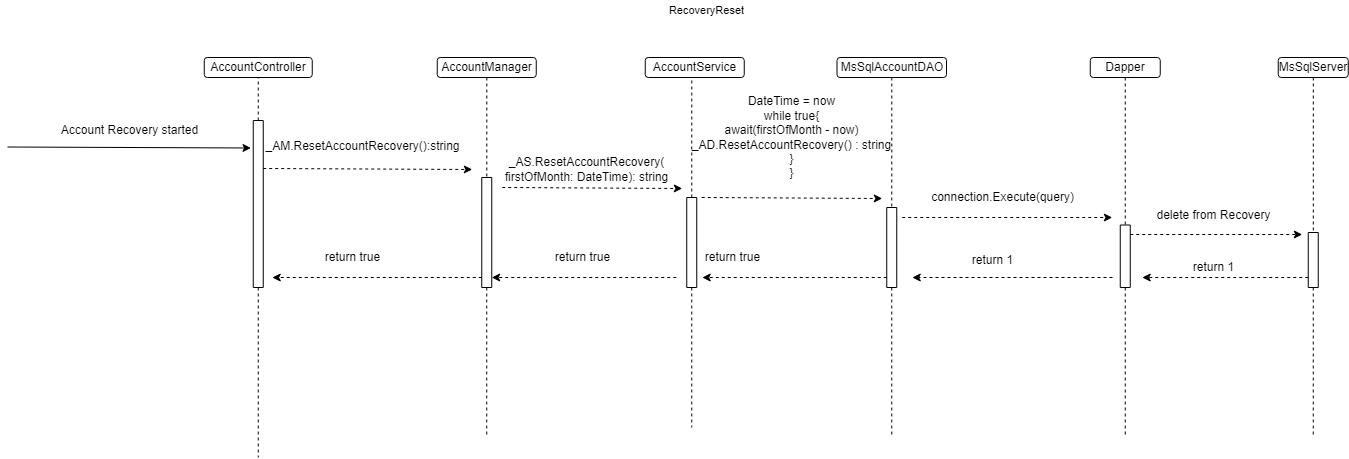 RecoveryReset
AccountController
AccountManager
AccountService
MsSqlAccountDAO
Dapper
MsSqlServer
DateTime = now
while true{
await(firstOfMonth - now)
_AD.ResetAccountRecovery() : string
}
}
Account Recovery started
_AM.ResetAccountRecovery():string
_AS.ResetAccountRecovery(
firstOfMonth: DateTime): string
connection.Execute(query)
delete from Recovery
return true
return true
return true
return 1
return 1